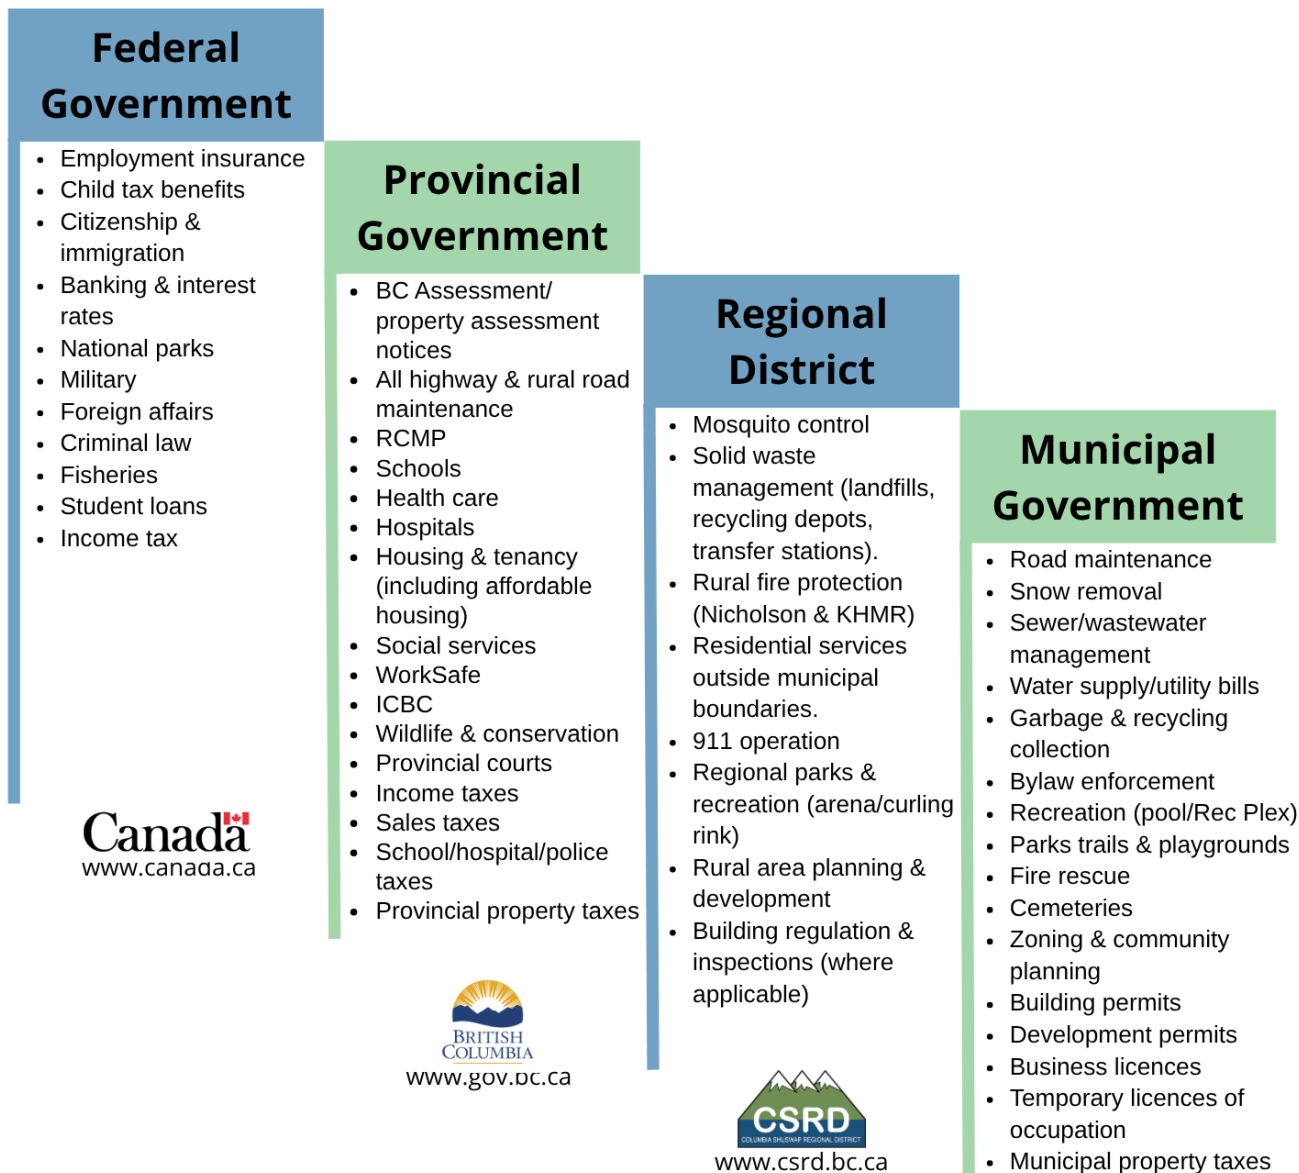 Federal
Government
• Employment insurance
• Child tax benefits
• Citizenship &
immigration
• Banking & interest
rates
• National parks
• Military
• Foreign affairs
• Criminal law
• Fisheries
• Student loans
• Income tax
Canada
www.canada.ca
Provincial
Government
• BC Assessment/
property assessment
notices
• All highway & rural road
maintenance
• RCMP
• Schools
• Health care
• Hospitals
• Housing & tenancy
(including affordable
housing)
• Social services
• WorkSafe
• ICBC
• Wildlife & conservation
• Provincial courts
• Income taxes
• Sales taxes
• School/hospital/police
taxes
• Provincial property taxes
BRITISH
COLUMBIA
www.gov.bc.ca
Regional
District
• Mosquito control
• Solid waste
management (landfills,
recycling depots,
transfer stations).
• Rural fire protection
(Nicholson & KHMR)
• Residential services
outside municipal
boundaries.
• 911 operation
• Regional parks &
recreation (arena/curling
rink)
• Rural area planning &
development
• Building regulation &
inspections (where
applicable)
CSRD
COLUMBIA SHUSWAP REGIONAL DISTRICT
www.csrd.bc.ca
Municipal
Government
• Road maintenance
• Snow removal
• Sewer/wastewater
management
• Water supply/utility bills
• Garbage & recycling
collection
• Bylaw enforcement
• Recreation (pool/Rec Plex)
• Parks trails & playgrounds
• Fire rescue
• Cemeteries
• Zoning & community
planning
• Building permits
• Development permits
• Business licences
• Temporary licences of
occupation
• Municipal property taxes